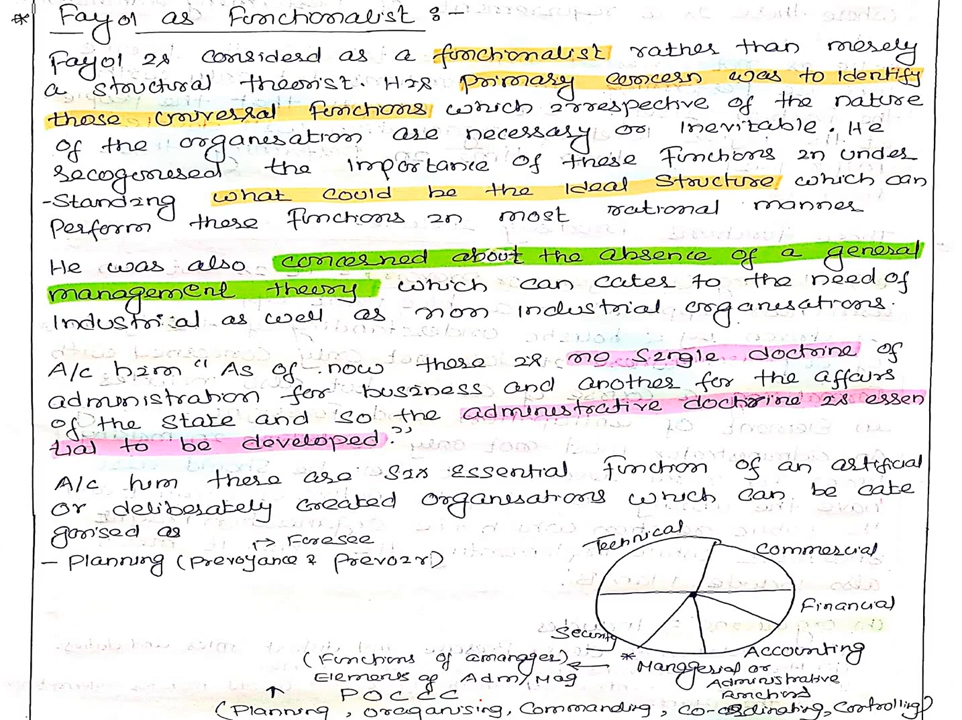 * Fayol as Functionalist :-
Fayol is considerd as a functionalist rather than merely
a structural theorist. His primary concern was to identify
those universal functions which irrespective of the nature
of the organisation are necessary or inevitable. He
recogonesed the importance of these Functions in under
-standing what could be the Ideal structure which can
Perform these functions in most rational manner
He was also concerned about the absence of a general
management theory which can cater to the need of
Industrial as well as non industrial organisations.
A/c him " As of now there is no single doctrine of
administration for business and another for the affairs
of the State and so the administrative doctrine is essen
tial to be developed."
A/c him there are six essential function of an artificial
or deliberately created organisations which can be cate
gorised as
→ Foresee
- Planning (Prevoyance & Prevoir)
Technical
Commercial
Financial
Security
Accounting
* Managerial or
Administrative
(Functions of a manager) ←
Elements of Adm/Mag
↑ POCCC
(Planning, oreganising, Commanding, co-ordinating, Controlling)